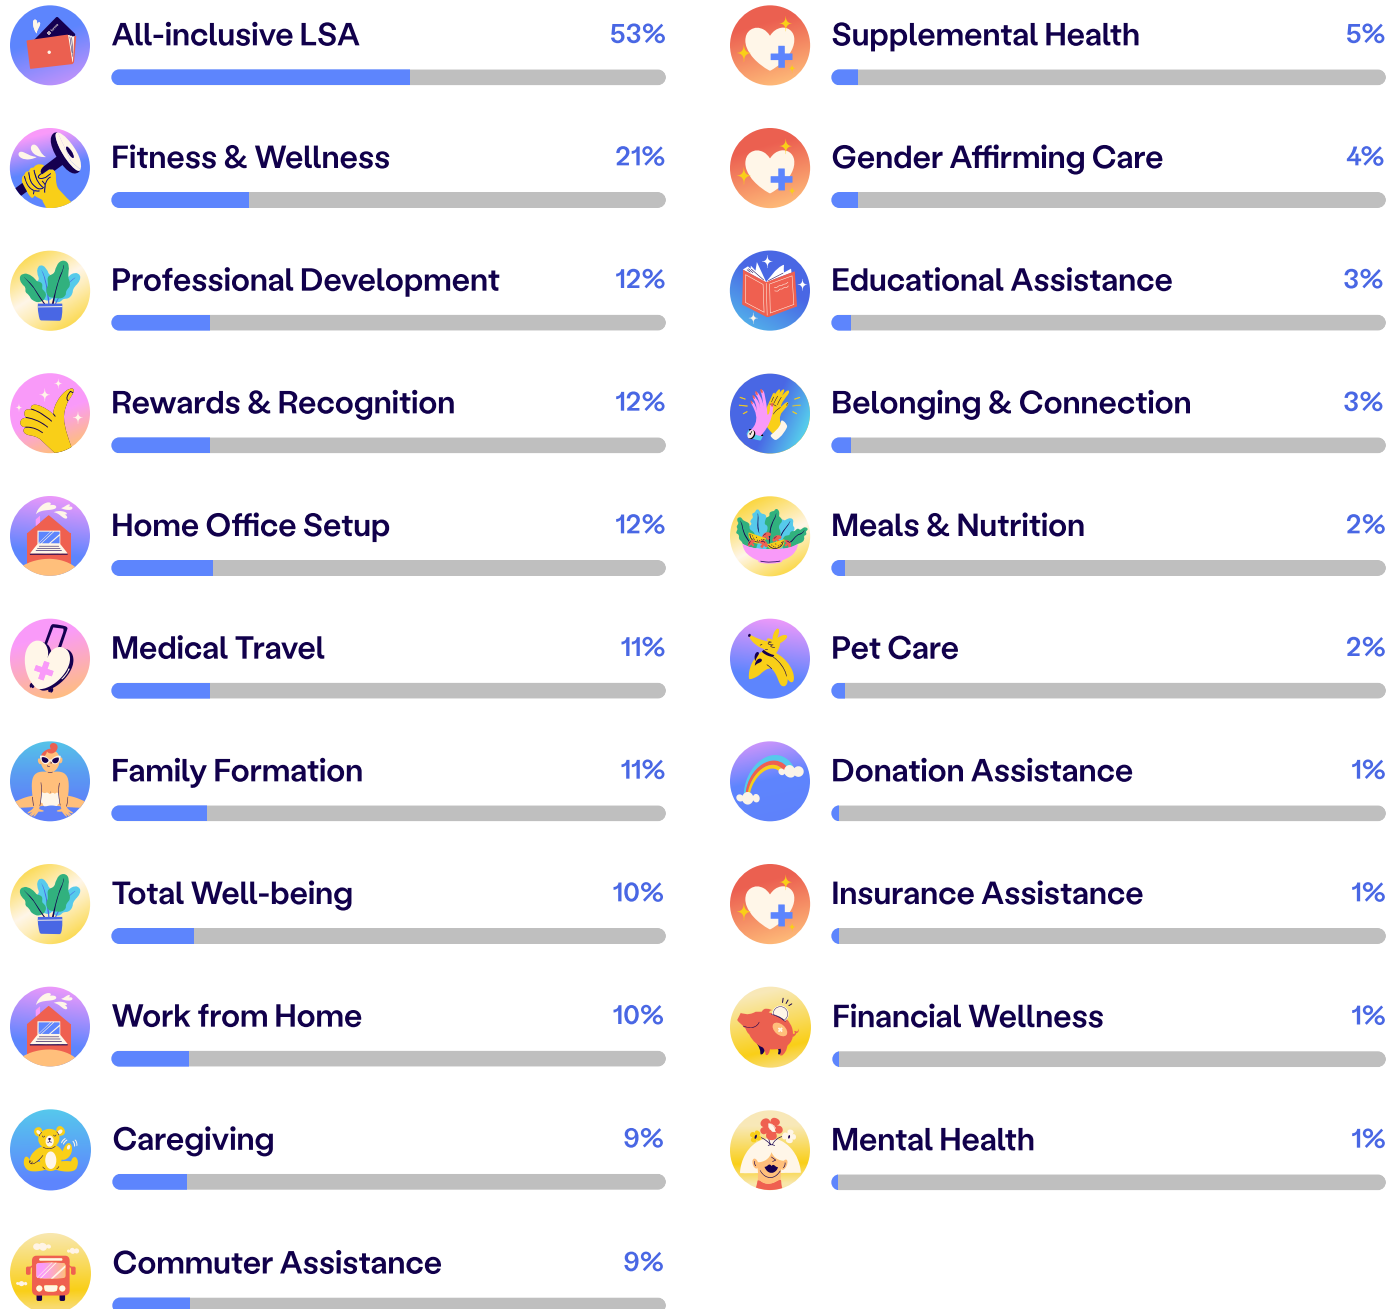 All-inclusive LSA 53%
Fitness & Wellness 21%
Professional Development 12%
Rewards & Recognition 12%
Home Office Setup 12%
Medical Travel 11%
Family Formation 11%
Total Well-being 10%
Work from Home 10%
Caregiving 9%
Commuter Assistance 9%
Supplemental Health 5%
Gender Affirming Care 4%
Educational Assistance 3%
Belonging & Connection 3%
Meals & Nutrition 2%
Pet Care 2%
Donation Assistance 1%
Insurance Assistance 1%
Financial Wellness 1%
Mental Health 1%